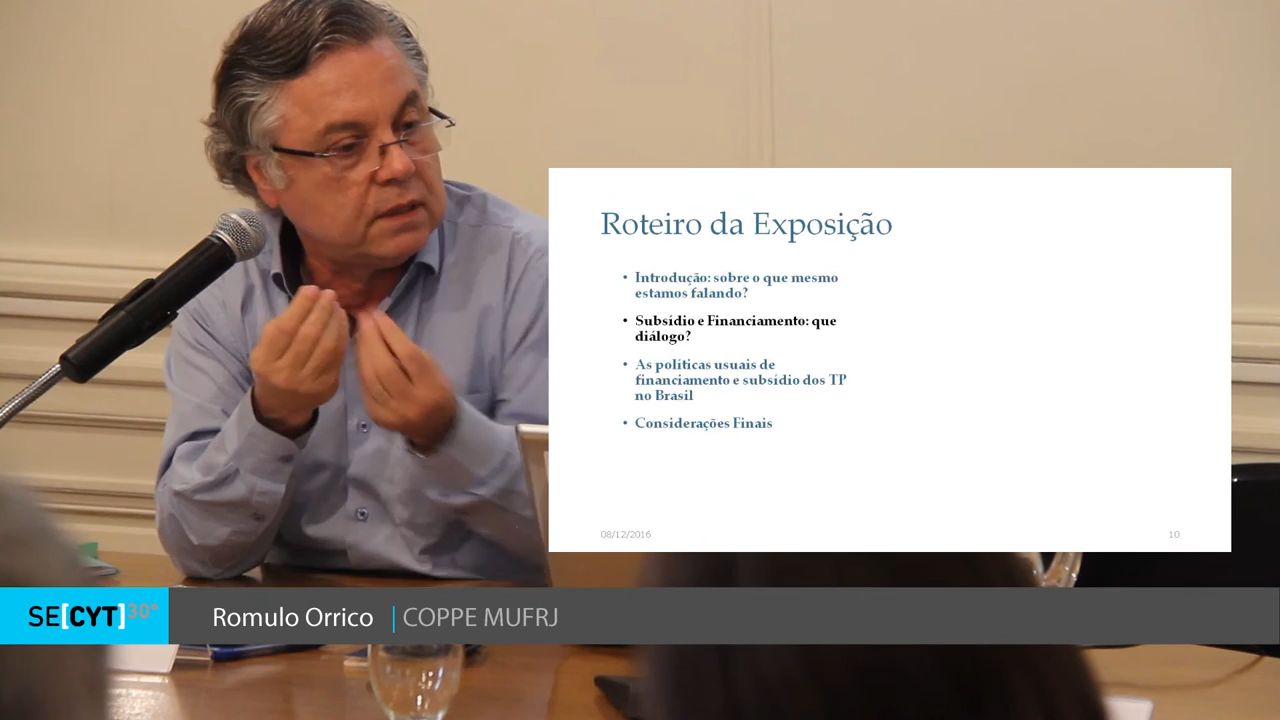 Roteiro da Exposição
• Introdução: sobre o que mesmo
estamos falando?
• Subsídio e Financiamento: que
diálogo?
• As políticas usuais de
financiamento e subsídio dos TP
no Brasil
• Considerações Finais
08/12/2016
10
SE[CYT]30°
Romulo Orrico | COPPE MUFRJ